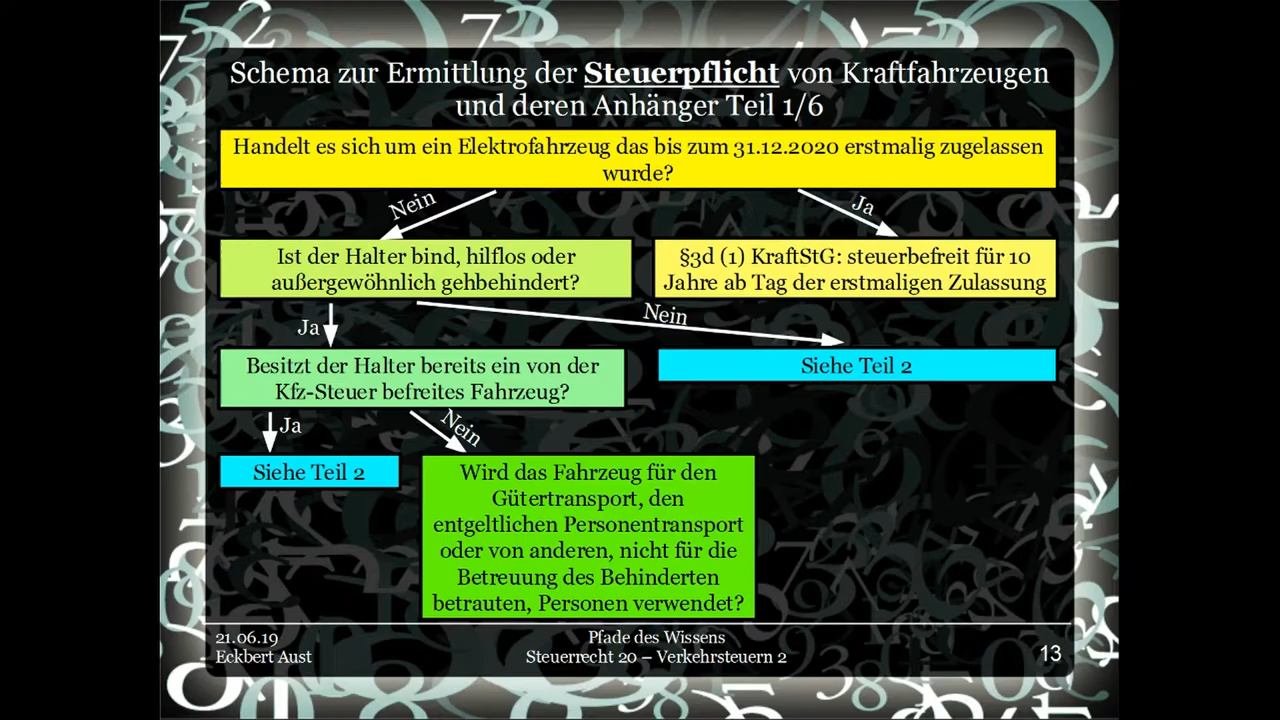 Schema zur Ermittlung der Steuerpflicht von Kraftfahrzeugen
und deren Anhänger Teil 1/6
Handelt es sich um ein Elektrofahrzeug das bis zum 31.12.2020 erstmalig zugelassen
wurde?
Nein
Ja
Ist der Halter bind, hilflos oder
außergewöhnlich gehbehindert?
§3d (1) KraftStG: steuerbefreit für 10
Jahre ab Tag der erstmaligen Zulassung
Ja
Nein
Besitzt der Halter bereits ein von der
Kfz-Steuer befreites Fahrzeug?
Siehe Teil 2
Ja
Nein
Siehe Teil 2
Wird das Fahrzeug für den
Gütertransport, den
entgeltlichen Personentransport
oder von anderen, nicht für die
Betreuung des Behinderten
betrauten, Personen verwendet?
21.06.19
Eckbert Aust
Pfade des Wissens
Steuerrecht 20 – Verkehrsteuern 2
13